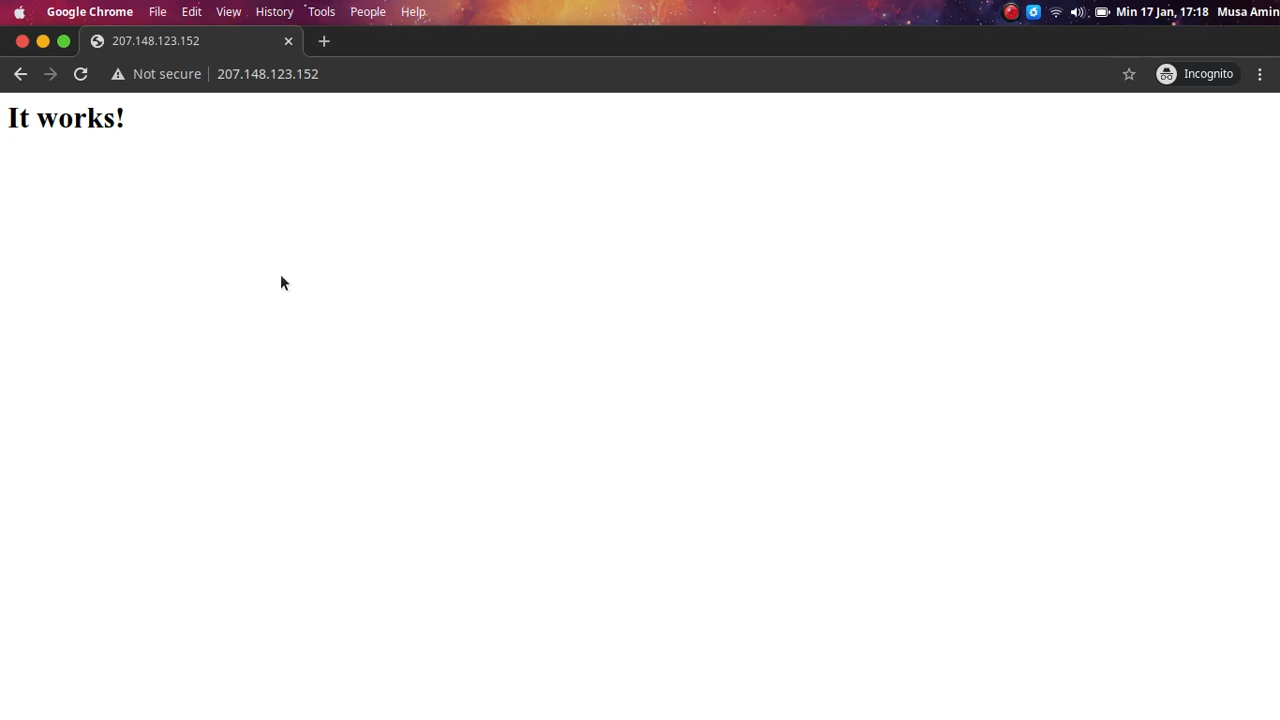 Google Chrome File Edit View History Tools People Help Min 17 Jan, 17:18 Musa Amin
207.148.123.152
Not secure 207.148.123.152 Incognito
It works!